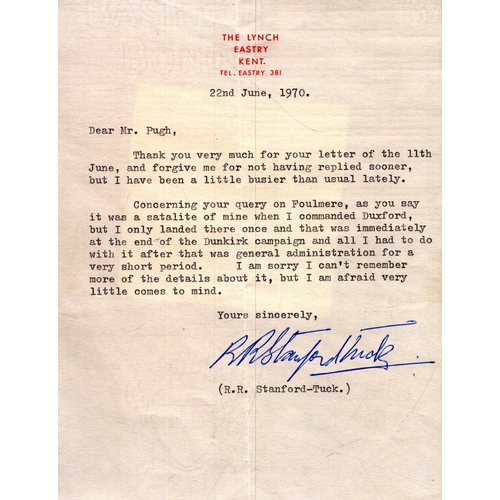 THE LYNCH
EASTRY
KENT.
TEL. EASTRY 381
22nd June, 1970.
Dear Mr. Pugh,
Thank you very much for your letter of the 11th
June, and forgive me for not having replied sooner,
but I have been a little busier than usual lately.
Concerning your query on Foulmere, as you say
it was a satalite of mine when I commanded Duxford,
but I only landed there once and that was immediately
at the end of the Dunkirk campaign and all I had to do
with it after that was general administration for a
very short period. I am sorry I can't remember
more of the details about it, but I am afraid very
little comes to mind.
Yours sincerely,
R R Stanford Tuck
(R.R. Stanford-Tuck.)